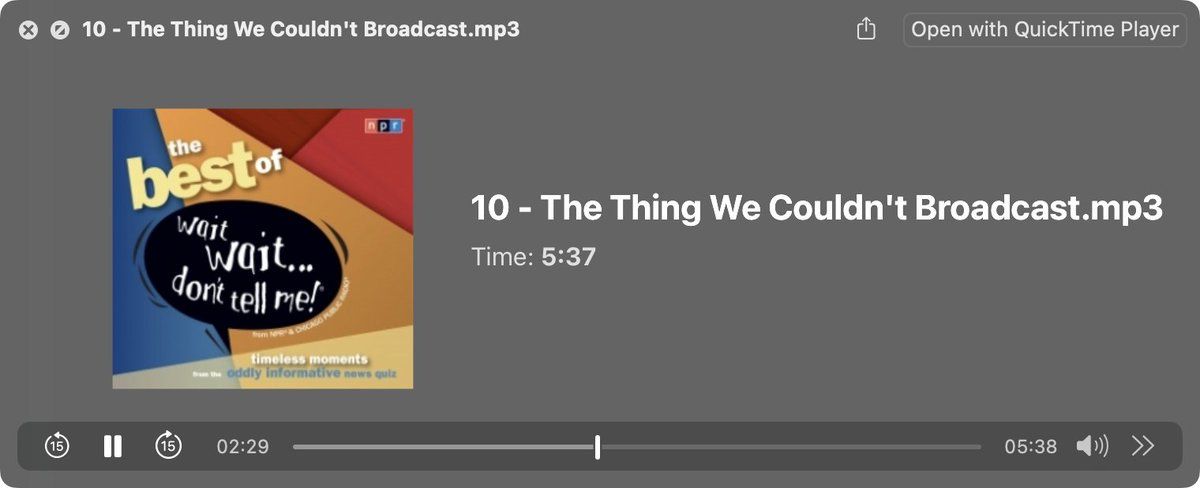 10 - The Thing We Couldn't Broadcast.mp3
Open with QuickTime Player
npr
the
best of
wait
wait...
don't tell me!®
from NPR® & CHICAGO PUBLIC RADIO®
timeless moments
from the oddly informative news quiz
10 - The Thing We Couldn't Broadcast.mp3
Time: 5:37
15
15
02:29
05:38